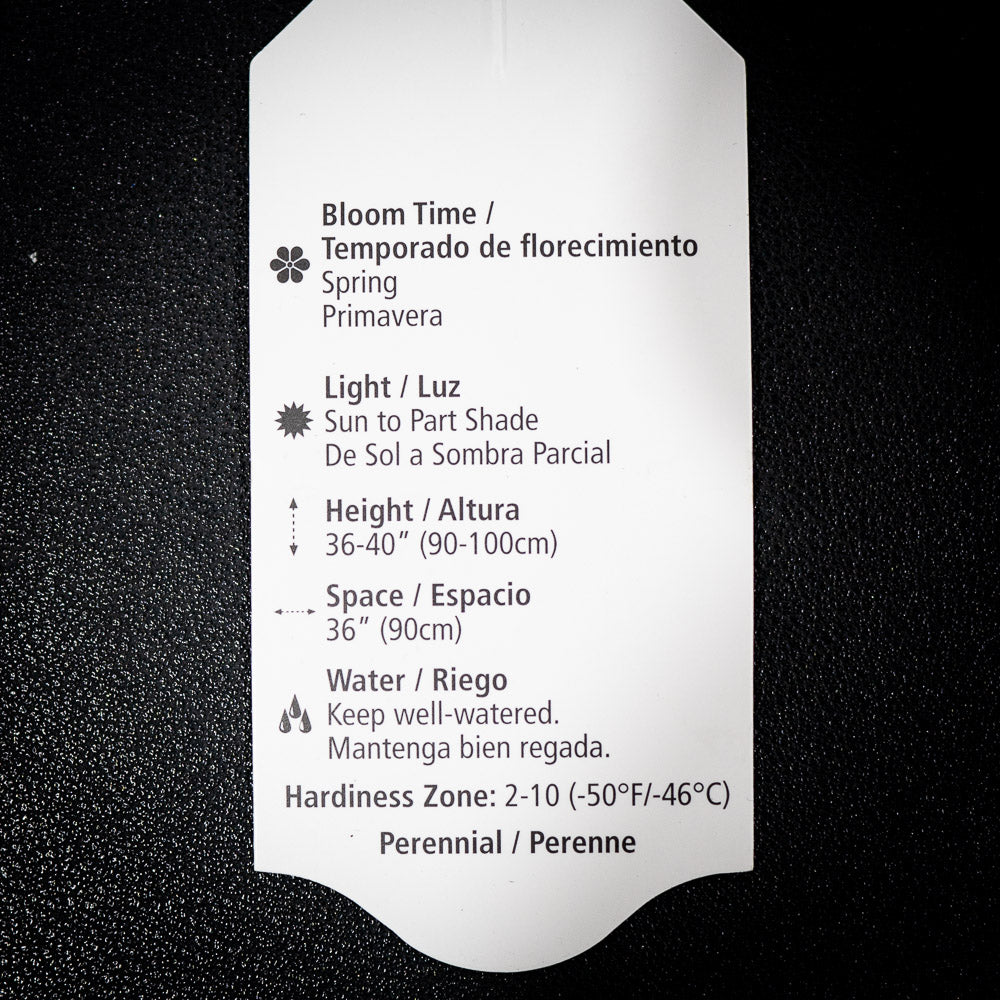 Bloom Time /
Temporado de florecimiento
Spring
Primavera
Light / Luz
Sun to Part Shade
De Sol a Sombra Parcial
Height / Altura
36-40” (90-100cm)
Space / Espacio
36” (90cm)
Water / Riego
Keep well-watered.
Mantenga bien regada.
Hardiness Zone: 2-10 (-50°F/-46°C)
Perennial / Perenne